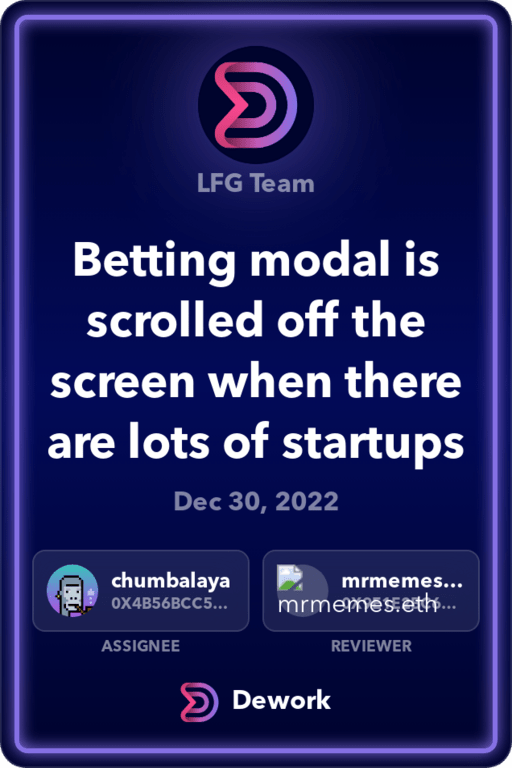 LFG Team
Betting modal is
scrolled off the
screen when there
are lots of startups
Dec 30, 2022
chumbalaya
0X4B56BCC5...
mrmemes...
mrmemes.eth
ASSIGNEE
REVIEWER
Dework